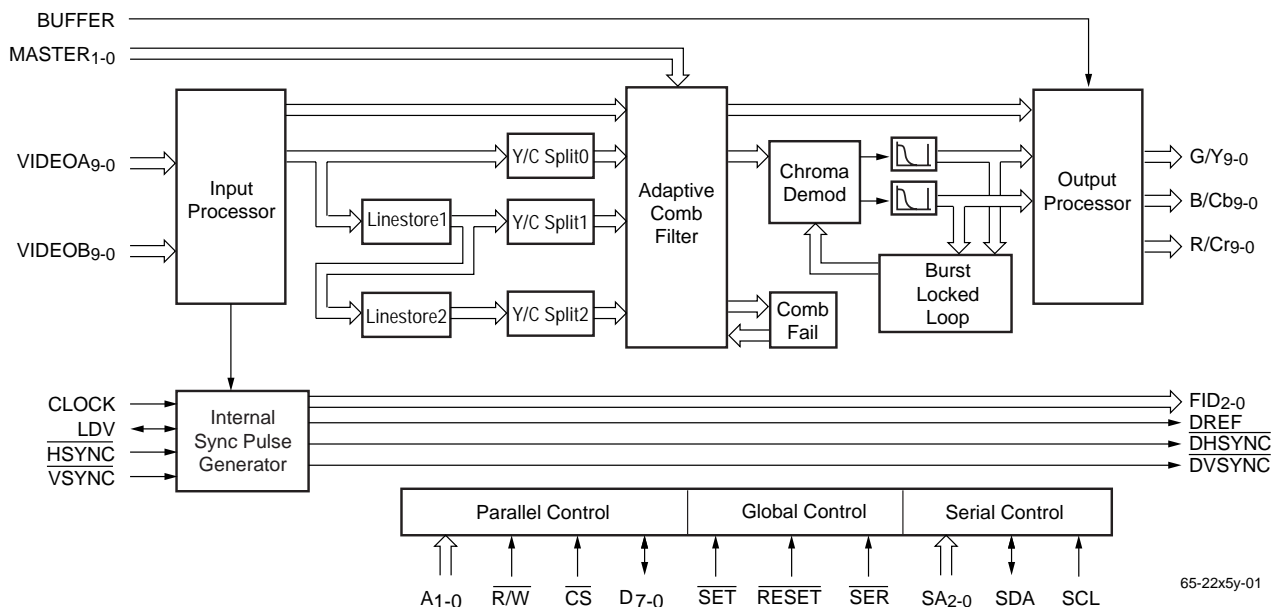 BUFFER
MASTER1-0
VIDEOA9-0
VIDEOB9-0
Input
Processor
Linestore1
Linestore2
Y/C Split0
Y/C Split1
Y/C Split2
Adaptive
Comb
Filter
Comb
Fail
Chroma
Demod
Burst
Locked
Loop
Output
Processor
G/Y9-0
B/Cb9-0
R/Cr9-0
CLOCK
LDV
HSYNC
VSYNC
Internal
Sync Pulse
Generator
FID2-0
DREF
DHSYNC
DVSYNC
Parallel Control
Global Control
Serial Control
A1-0
R/W
CS
D7-0
SET
RESET
SER
SA2-0
SDA
SCL
65-22x5y-01